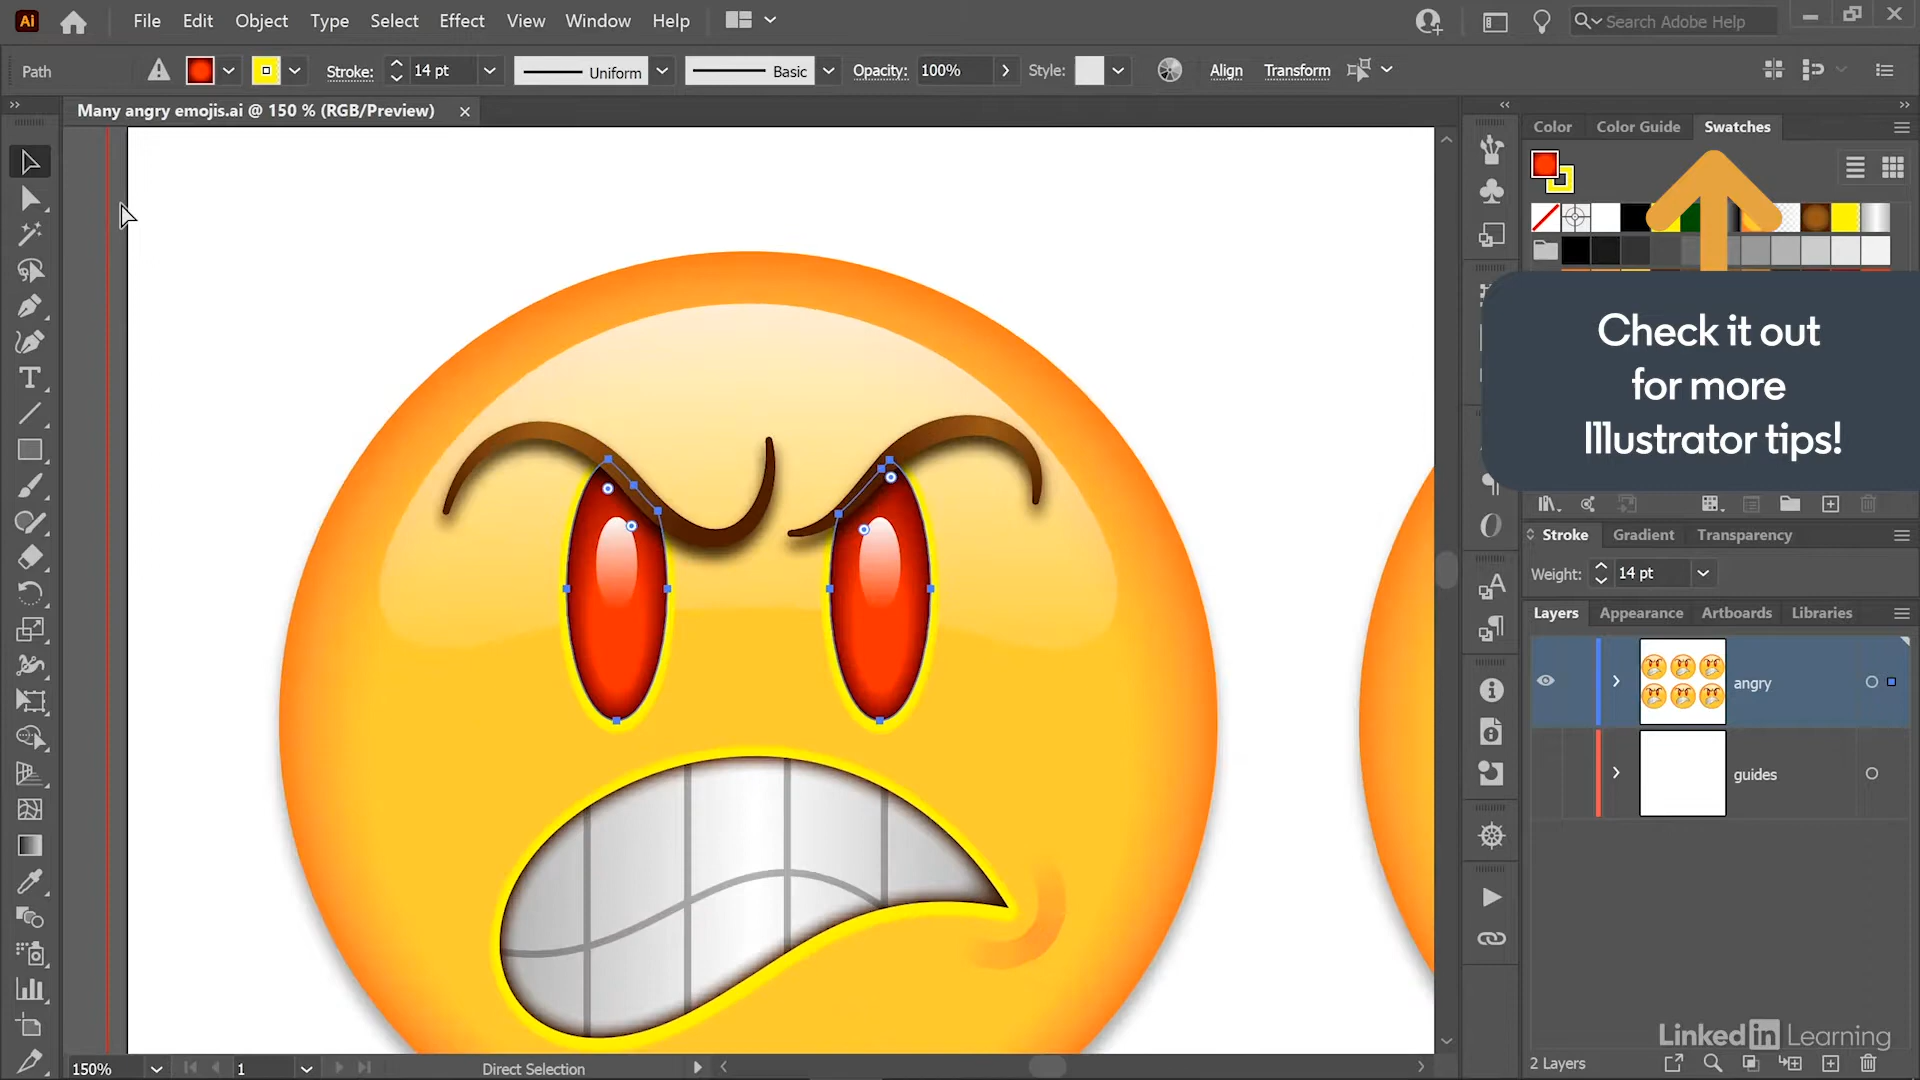 Ai File Edit Object Type Select Effect View Window Help Search Adobe Help
Path Stroke: 14 pt Uniform Basic Opacity: 100% Style: Align Transform
Many angry emojis.ai @ 150 % (RGB/Preview)
Color Color Guide Swatches
Check it out
for more
Illustrator tips!
Stroke Gradient Transparency
Weight: 14 pt
Layers Appearance Artboards Libraries
angry
guides
LinkedIn Learning
2 Layers
150% 1 Direct Selection